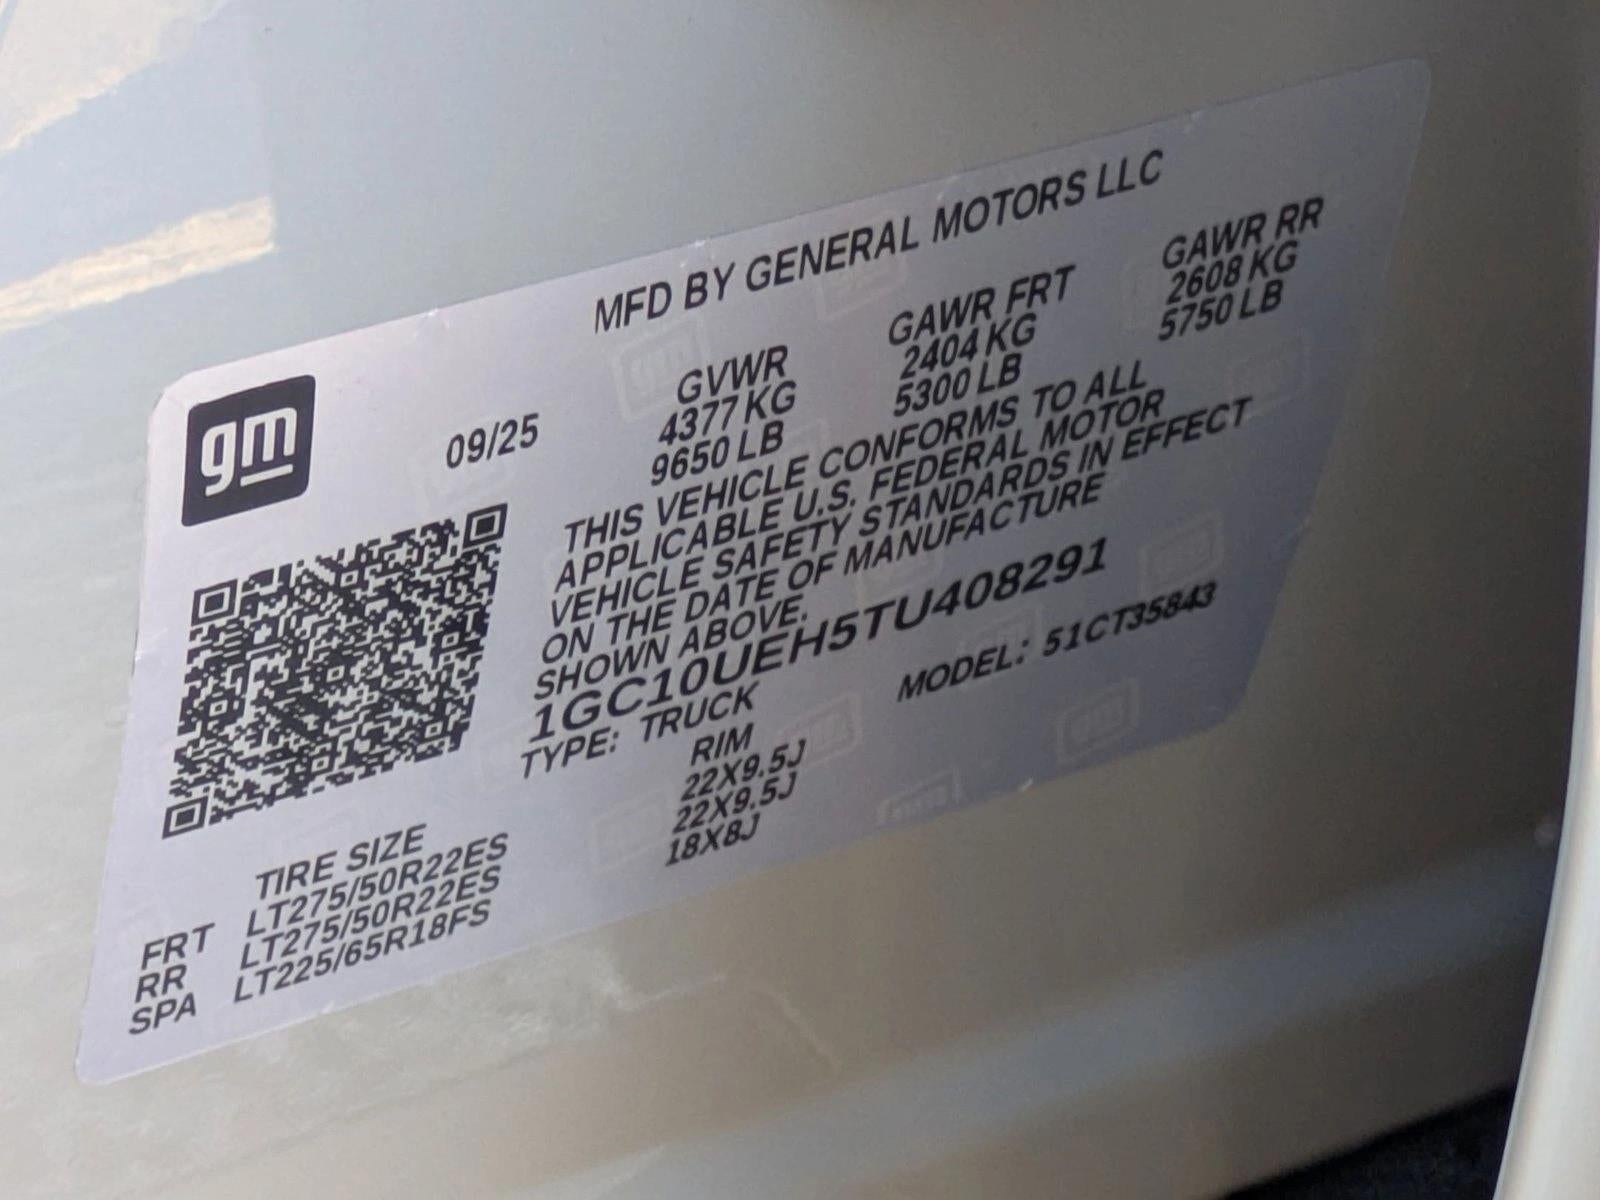 MFD BY GENERAL MOTORS LLC
gm
09/25
GVWR GAWR FRT GAWR RR
4377 KG 2404 KG 2608 KG
9650 LB 5300 LB 5750 LB
THIS VEHICLE CONFORMS TO ALL
APPLICABLE U.S. FEDERAL MOTOR
VEHICLE SAFETY STANDARDS IN EFFECT
ON THE DATE OF MANUFACTURE
SHOWN ABOVE.
1GC10UEH5TU408291
TYPE: TRUCK MODEL: 51CT35843
TIRE SIZE RIM
FRT LT275/50R22ES 22X9.5J
RR LT275/50R22ES 22X9.5J
SPA LT225/65R18FS 18X8J